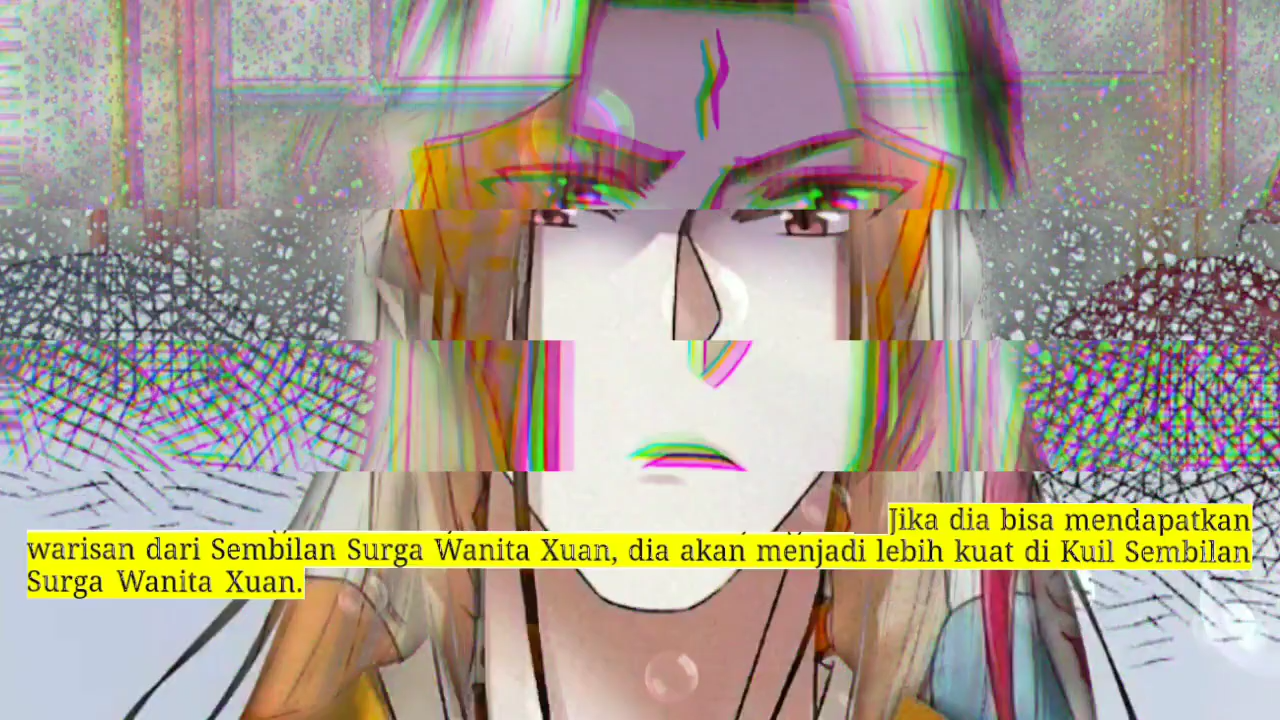 Jika dia bisa mendapatkan
warisan dari Sembilan Surga Wanita Xuan, dia akan menjadi lebih kuat di Kuil Sembilan
Surga Wanita Xuan.